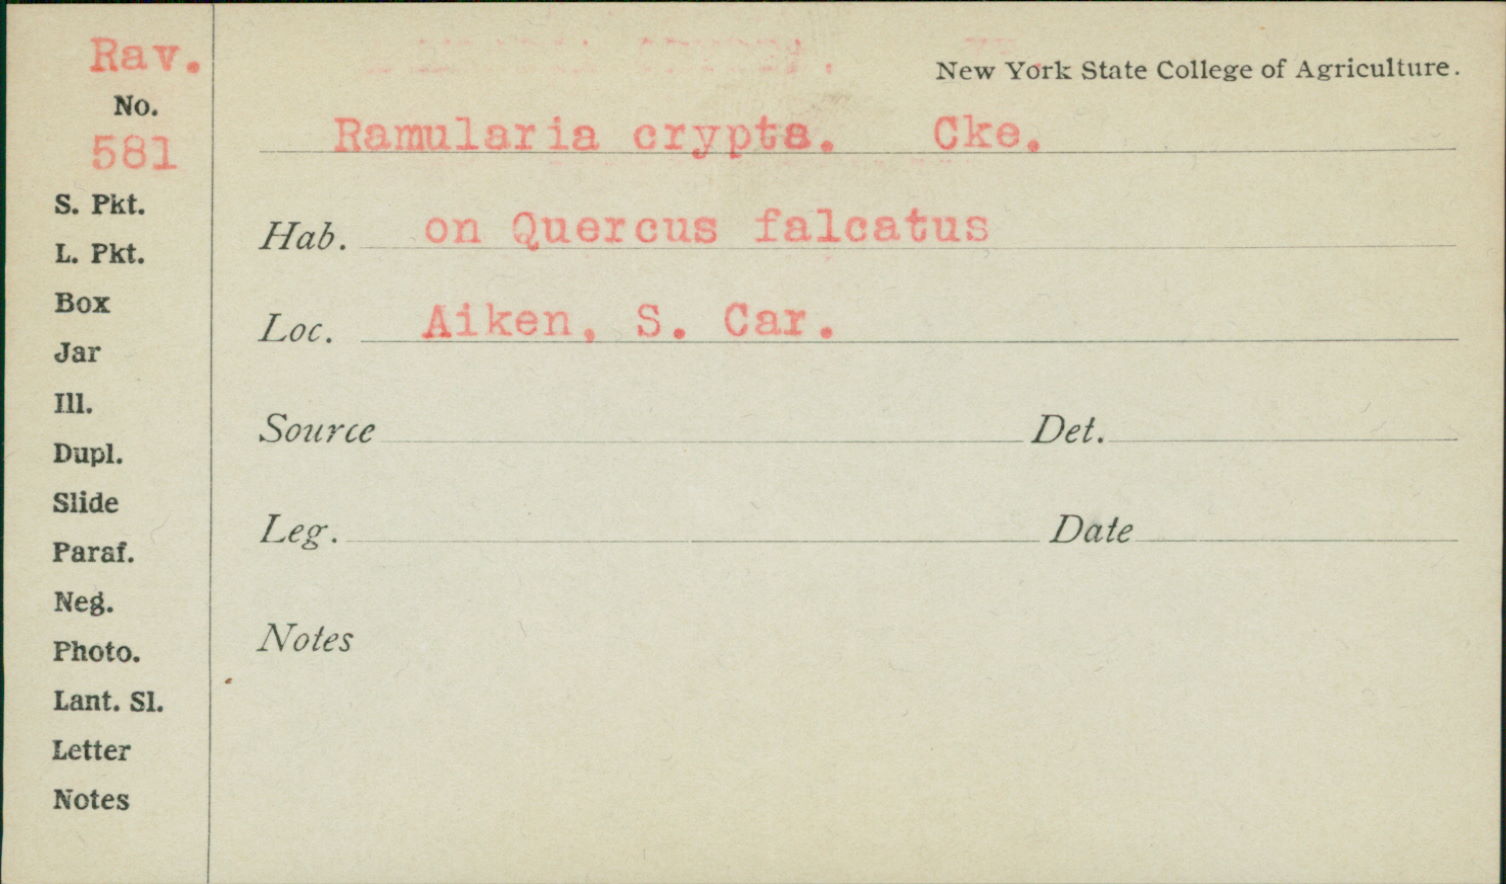 Rav.
No.
581
S. Pkt.
L. Pkt.
Box
Jar
Ill.
Dupl.
Slide
Paraf.
Neg.
Photo.
Lant. Sl.
Letter
Notes
New York State College of Agriculture.
Ramularia crypta. Cke.
Hab. on Quercus falcatus
Loc. Aiken, S. Car.
Source Det.
Leg. Date
Notes